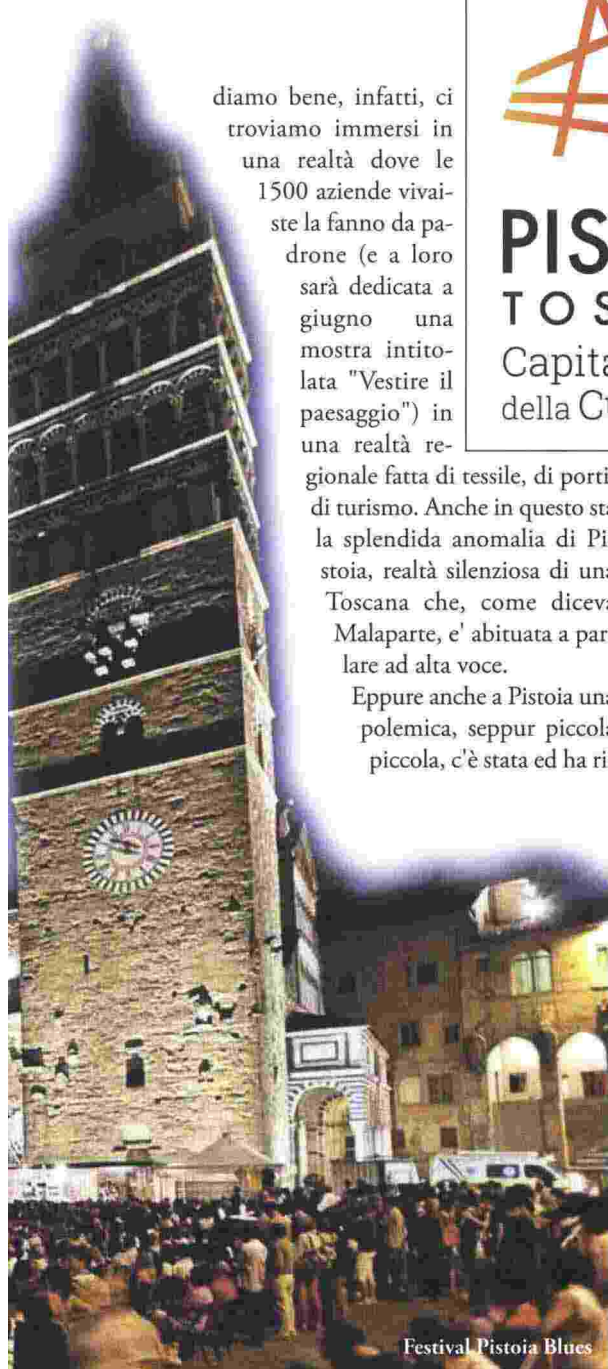 diamo bene, infatti, ci
troviamo immersi in
una realtà dove le
1500 aziende vivai-
ste la fanno da pa-
drone (e a loro
sarà dedicata a
giugno una
mostra intito-
lata "Vestire il
paesaggio") in
una realtà re-
gionale fatta di tessile, di porti
di turismo. Anche in questo sta
la splendida anomalia di Pi
stoia, realtà silenziosa di una
Toscana che, come diceva
Malaparte, e' abituata a par
lare ad alta voce.
Eppure anche a Pistoia una
polemica, seppur piccola
piccola, c'è stata ed ha ri
PIS
TOS
Capita
della Cu
Festival Pistoia Blues